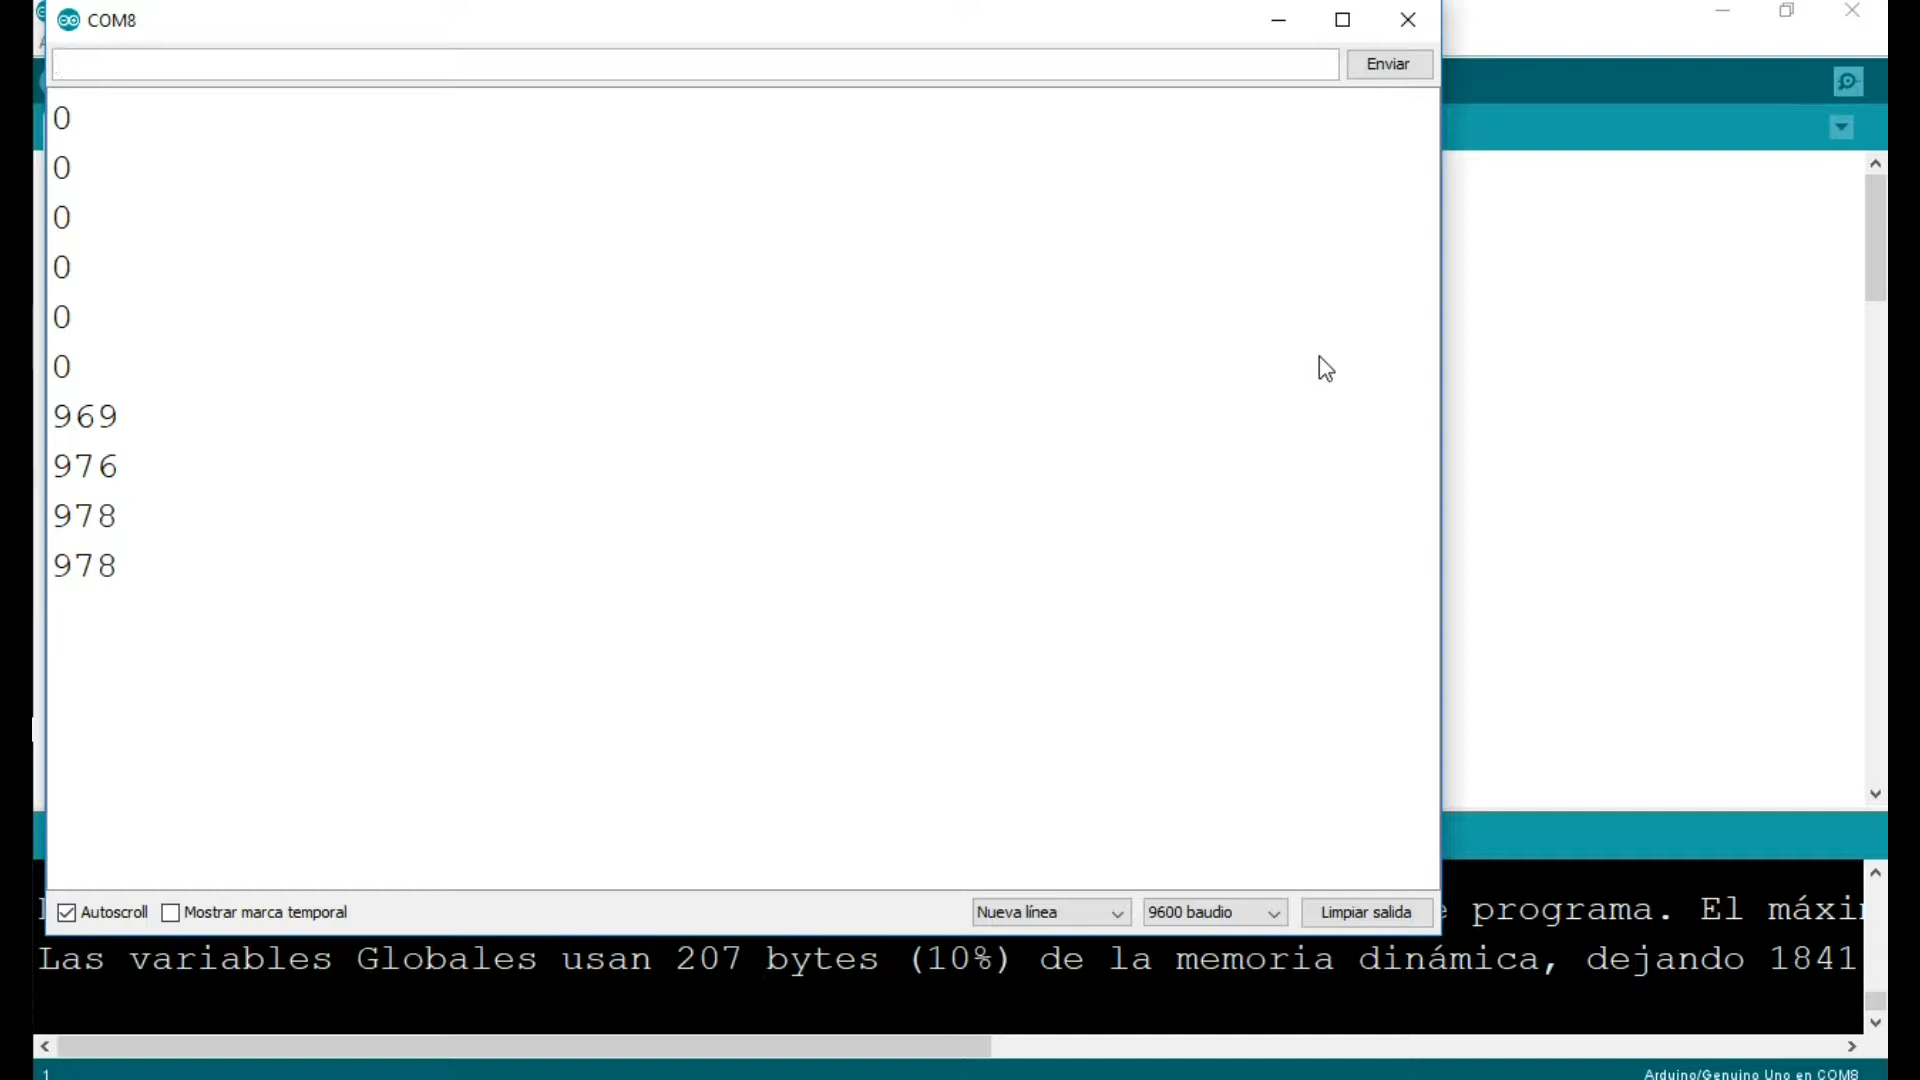 COM8
Enviar
0
0
0
0
0
0
969
976
978
978
Autoscroll
Mostrar marca temporal
Nueva línea
9600 baudio
Limpiar salida
programa. El
Las variables Globales usan 207 bytes (10%) de la memoria dinámica, dejando 1841
1
Arduino/Genuino Uno en COM8